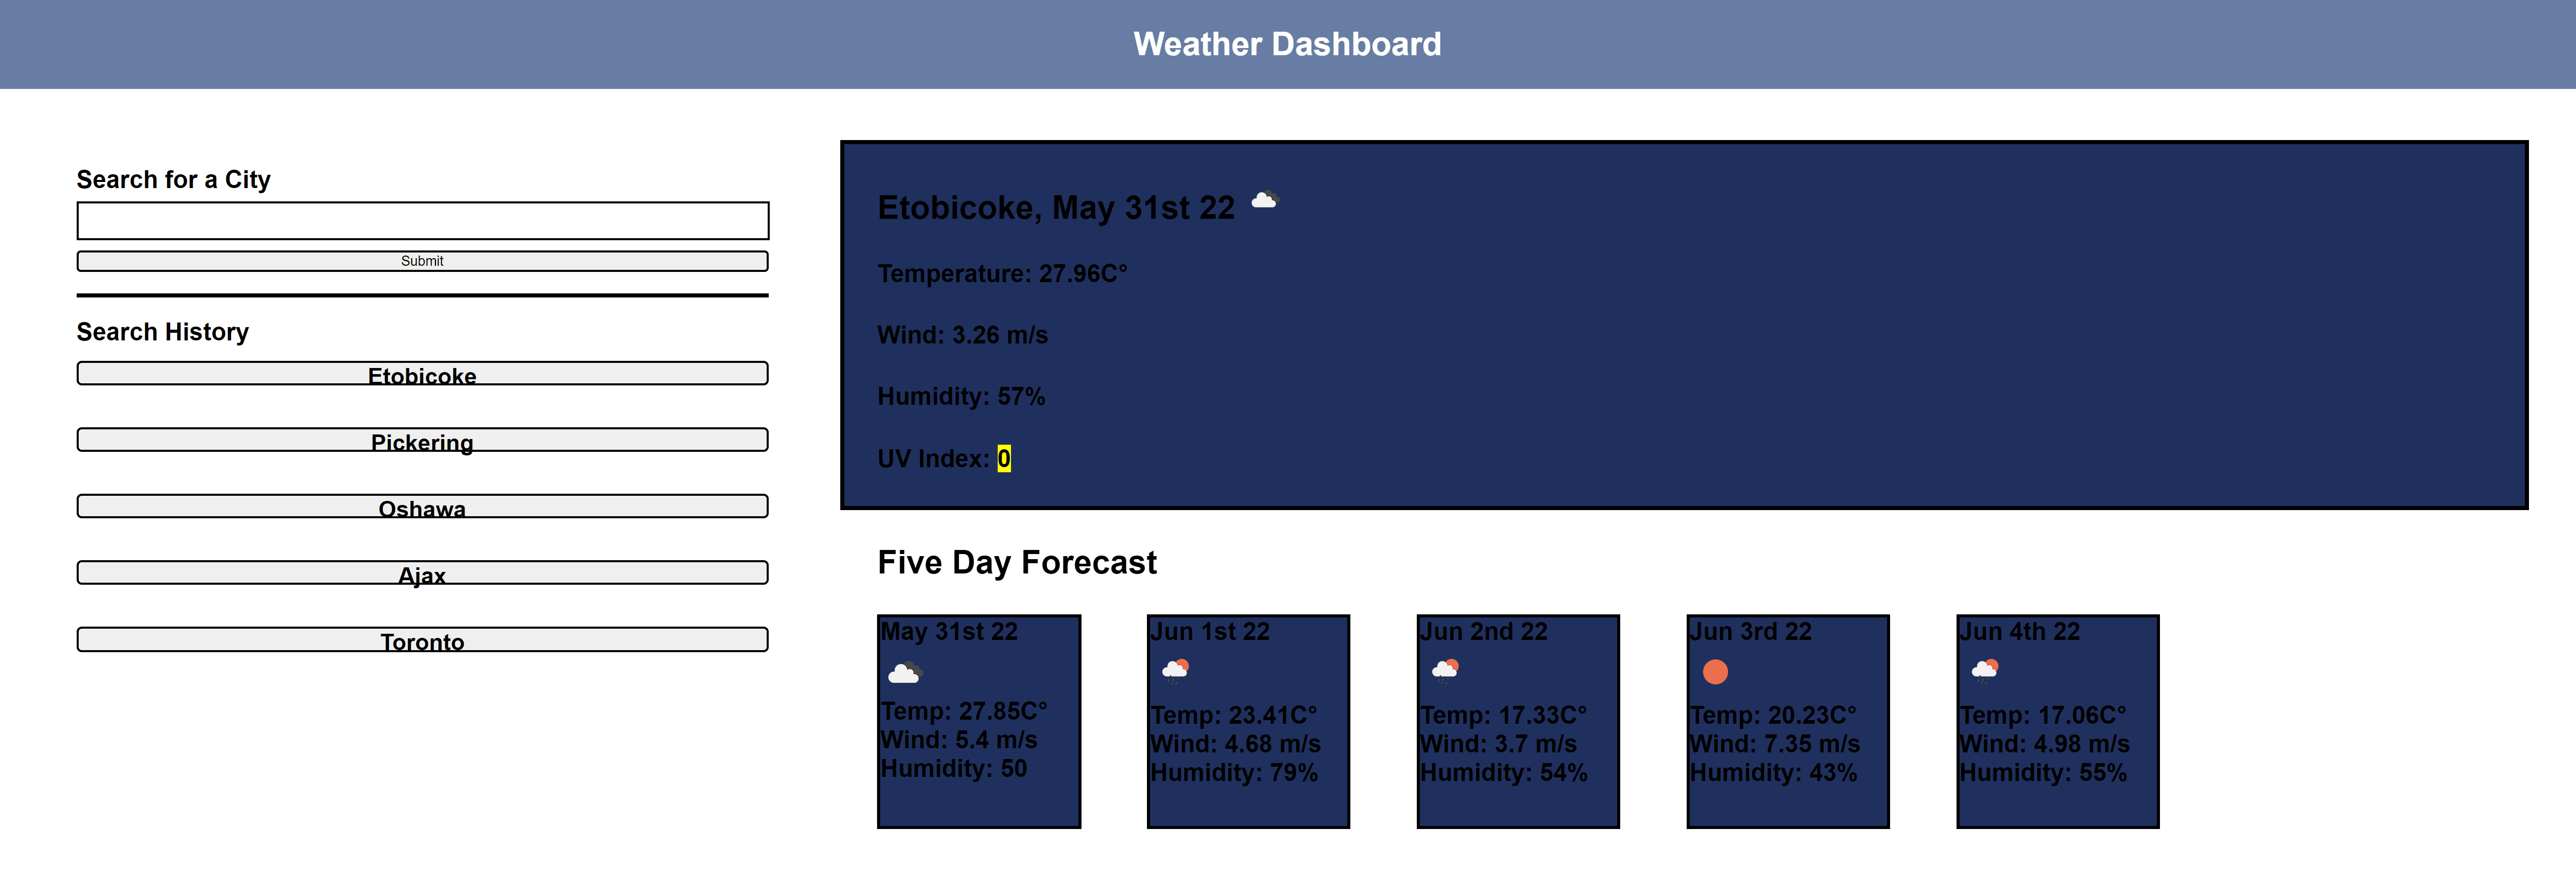 Weather Dashboard
Search for a City
Submit
Search History
Etobicoke
Pickering
Oshawa
Ajax
Toronto
Etobicoke, May 31st 22
Temperature: 27.96C°
Wind: 3.26 m/s
Humidity: 57%
UV Index: 0
Five Day Forecast
May 31st 22
Temp: 27.85C°
Wind: 5.4 m/s
Humidity: 50
Jun 1st 22
Temp: 23.41C°
Wind: 4.68 m/s
Humidity: 79%
Jun 2nd 22
Temp: 17.33C°
Wind: 3.7 m/s
Humidity: 54%
Jun 3rd 22
Temp: 20.23C°
Wind: 7.35 m/s
Humidity: 43%
Jun 4th 22
Temp: 17.06C°
Wind: 4.98 m/s
Humidity: 55%